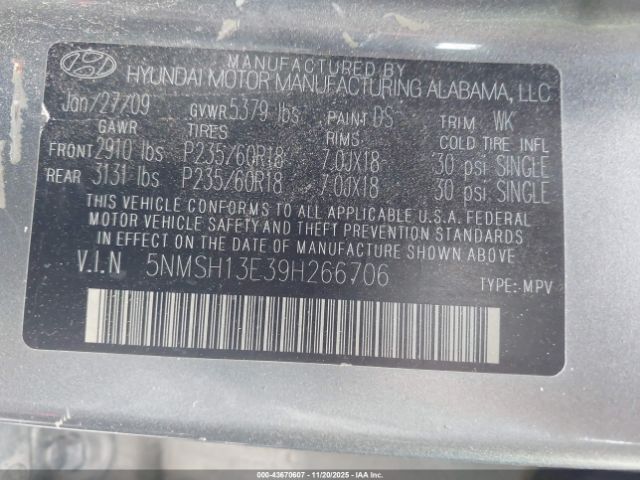 MANUFACTURED BY
HYUNDAI MOTOR MANUFACTURING ALABAMA, LLC
Jan/27/09 GVWR 5379 lbs PAINT DS TRIM WK
GAWR TIRES RIMS COLD TIRE INFL
FRONT 2910 lbs P235/60R18 7.0JX18 30 psi SINGLE
REAR 3131 lbs P235/60R18 7.0JX18 30 psi SINGLE
THIS VEHICLE CONFORMS TO ALL APPLICABLE U.S.A. FEDERAL
MOTOR VEHICLE SAFETY AND THEFT PREVENTION STANDARDS
IN EFFECT ON THE DATE OF MANUFACTURE SHOWN ABOVE.
V.I.N 5NMSH13E39H266706 TYPE: MPV
000-43670607 - 11/20/2025 - IAAI.COM